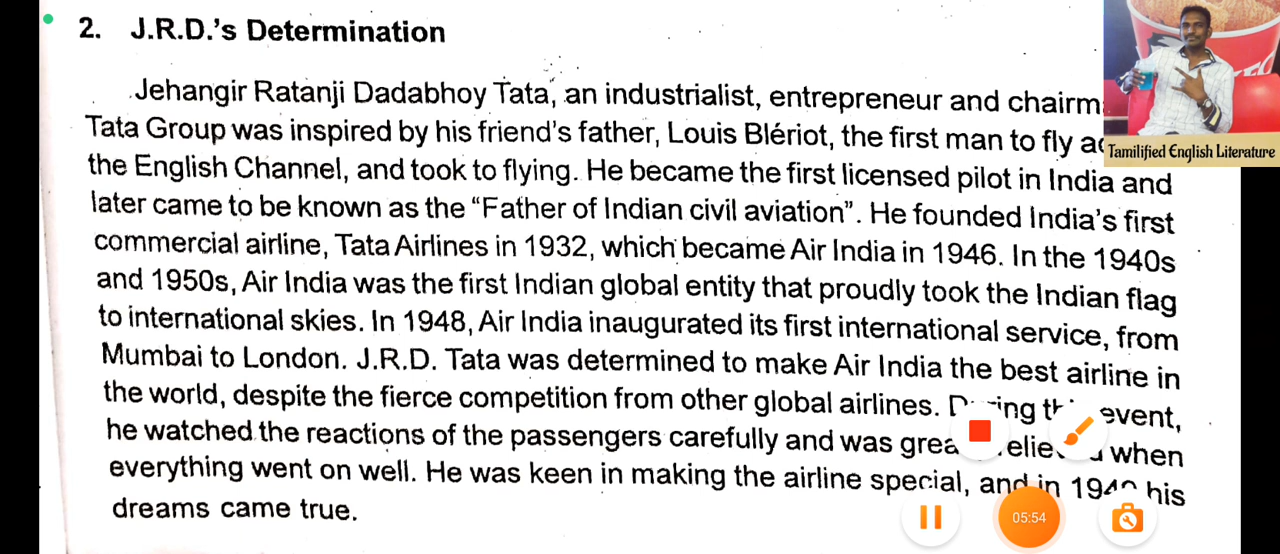 2. J.R.D.'s Determination
Jehangir Ratanji Dadabhoy Tata, an industrialist, entrepreneur and
Tata Group was inspired by his friend's father, Louis Blériot, the first man to fly
the English Channel, and took to flying. He became the first licensed pilot in India and
later came to be known as the “Father of Indian civil aviation”. He founded India's first
commercial airline, Tata Airlines in 1932, which became Air India in 1946. In the 1940s
and 1950s, Air India was the first Indian global entity that proudly took the Indian flag
to international skies. In 1948, Air India inaugurated its first international service, from
Mumbai to London. J.R.D. Tata was determined to make Air India the best airline in
the world, despite the fierce competition from other global airlines. event,
he watched the reactions of the passengers carefully and was when
everything went on well. He was keen in making the airline special, and in his
dreams came true.
Tamilified English Literature
05:54